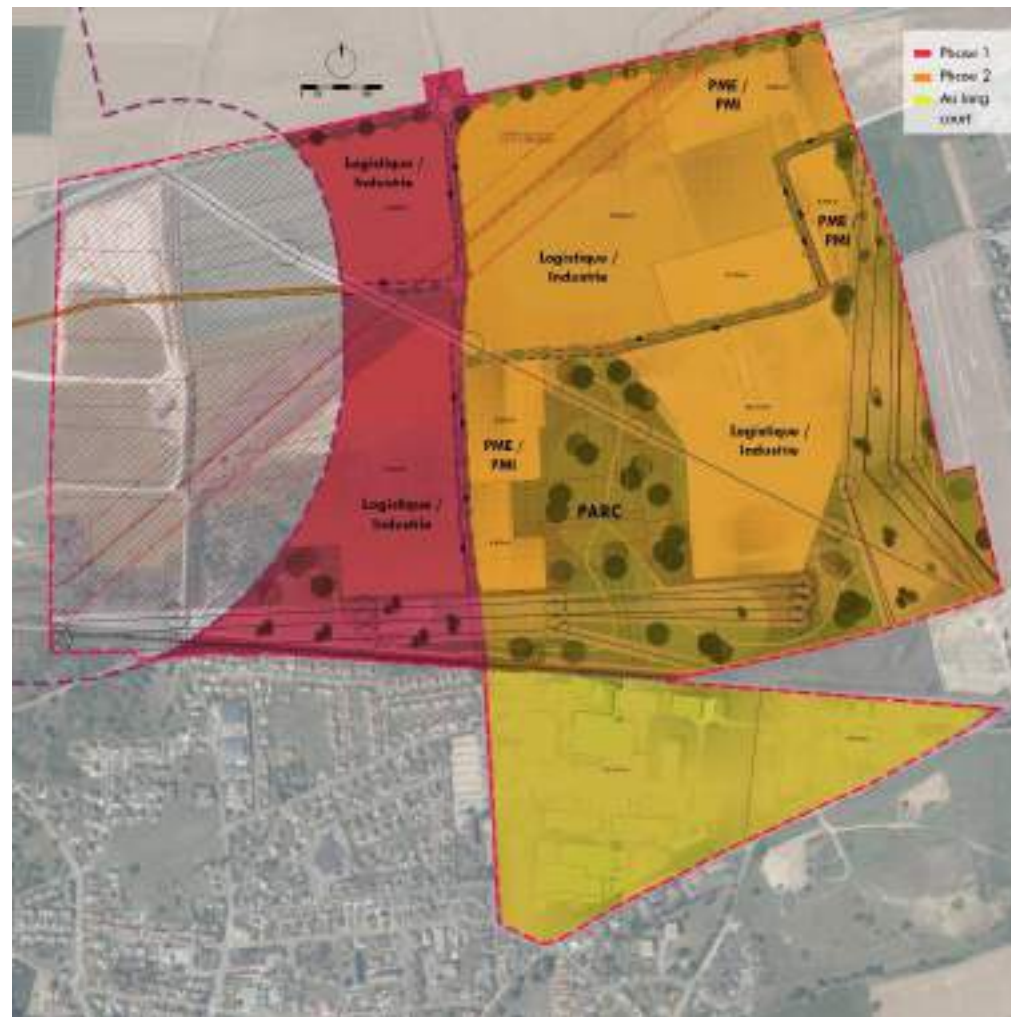 Phase 1
Phase 2
Au long
court
PME /
PMI
Logistique /
Industrie
PME /
PMI
Logistique /
Industrie
Logistique /
Industrie
PME /
PMI
Logistique /
Industrie
PARC